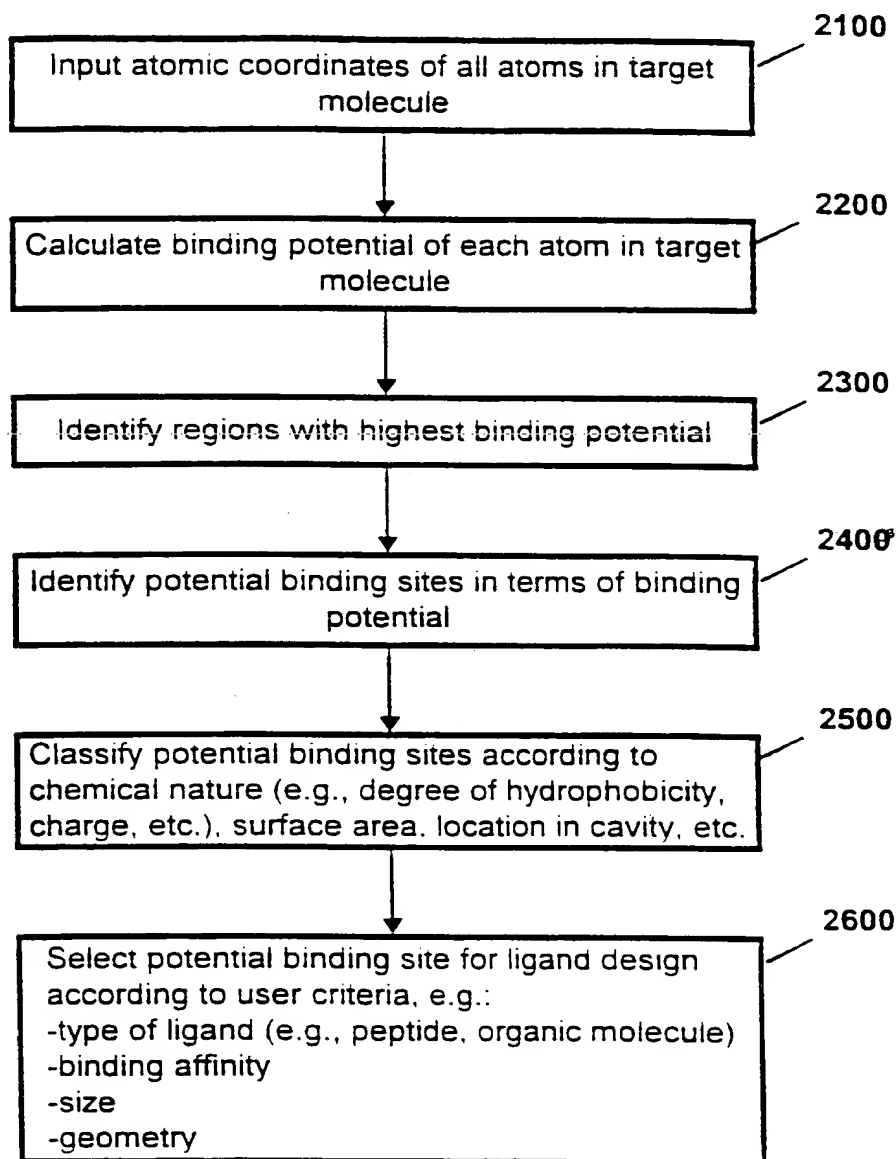 2100
Input atomic coordinates of all atoms in target
molecule
2200
Calculate binding potential of each atom in target
molecule
2300
Identify regions with highest binding potential
2400
Identify potential binding sites in terms of binding
potential
2500
Classify potential binding sites according to
chemical nature (e.g., degree of hydrophobicity,
charge, etc.), surface area. location in cavity, etc.
2600
Select potential binding site for ligand design
according to user criteria, e.g.:
-type of ligand (e.g., peptide, organic molecule)
-binding affinity
-size
-geometry